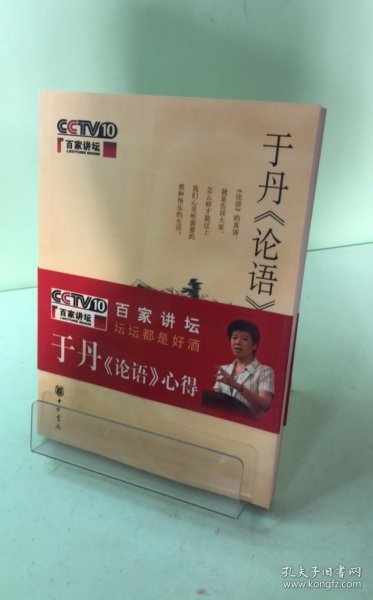 CCTV10
百家讲坛
LECTURE ROOM
于丹《论语》
《论语》的真谛，
就是告诉大家，
怎么样才能过上
我们心灵所需要的
那种快乐的生活。
CCTV10
百家讲坛
LECTURE ROOM
百家讲坛
坛坛都是好酒
于丹《论语》心得
中华书局
孔夫子旧书网
www.kongfz.com